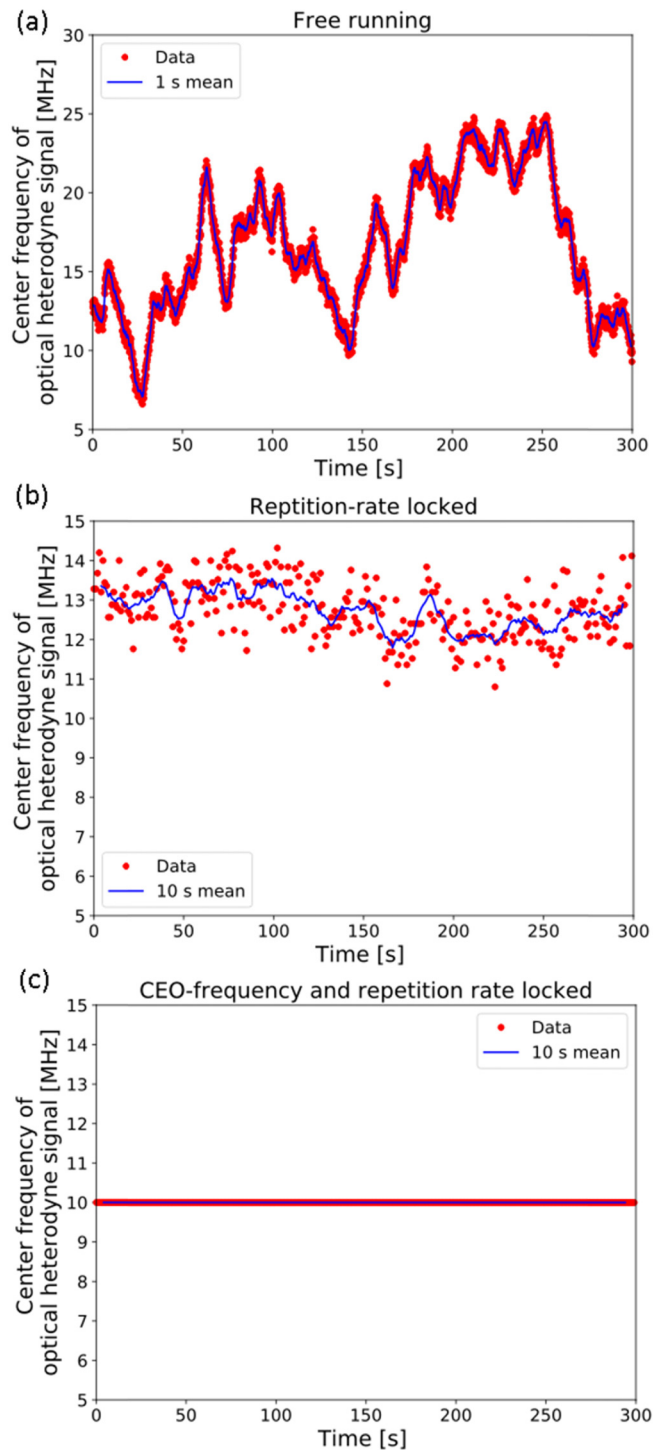 (a)
Free running
Center frequency of
optical heterodyne signal [MHz]
30
25
20
15
10
5
Data
1 s mean
0 50 100 150 200 250 300
Time [s]
(b)
Reptition-rate locked
Center frequency of
optical heterodyne signal [MHz]
15
14
13
12
11
10
9
8
7
6
5
Data
10 s mean
0 50 100 150 200 250 300
Time [s]
(c)
CEO-frequency and repetition rate locked
Center frequency of
optical heterodyne signal [MHz]
15
14
13
12
11
10
9
8
7
6
5
Data
10 s mean
0 50 100 150 200 250 300
Time [s]